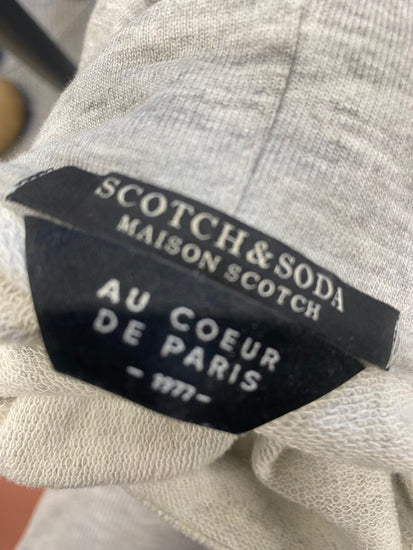 SCOTCH & SODA
MAISON SCOTCH
AU COEUR
DE PARIS
- 1977 -